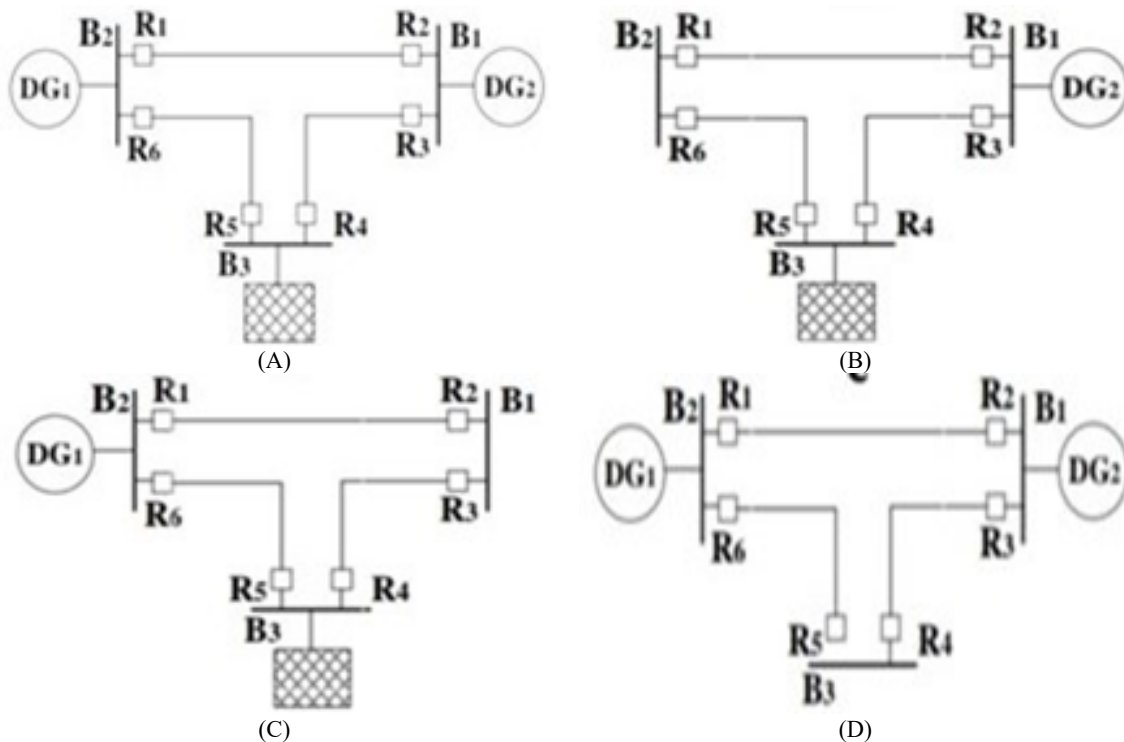 B2 R1 R2 B1
DG1 DG2
R6 R3
R5 R4
B3
(A)
B2 R1 R2 B1
DG2
R6 R3
R5 R4
B3
(B)
B2 R1 R2 B1
DG1
R6 R3
R5 R4
B3
(C)
B2 R1 R2 B1
DG1 DG2
R6 R3
R5 R4
B3
(D)